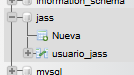 information_schema
jass
Nueva
usuario_jass
mysql